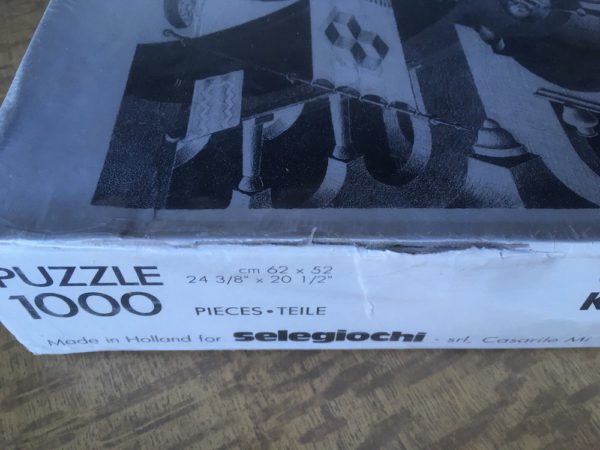 PUZZLE
1000
cm 62 x 52
24 3/8" x 20 1/2"
PIECES • TEILE
K
Made in Holland for selegiochi - srl, Casarile Mi